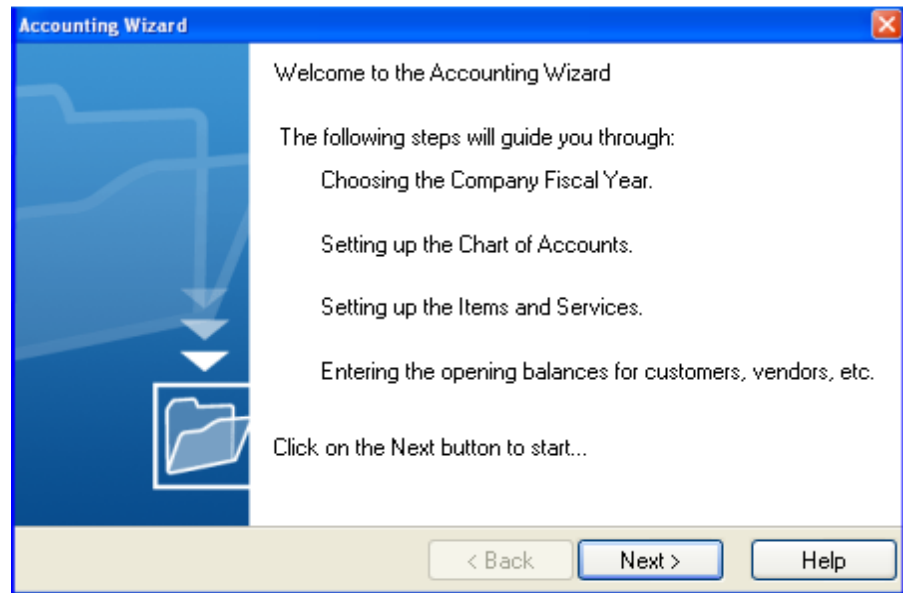 Accounting Wizard
Welcome to the Accounting Wizard
The following steps will guide you through:
Choosing the Company Fiscal Year.
Setting up the Chart of Accounts.
Setting up the Items and Services.
Entering the opening balances for customers, vendors, etc.
Click on the Next button to start...
< Back Next > Help